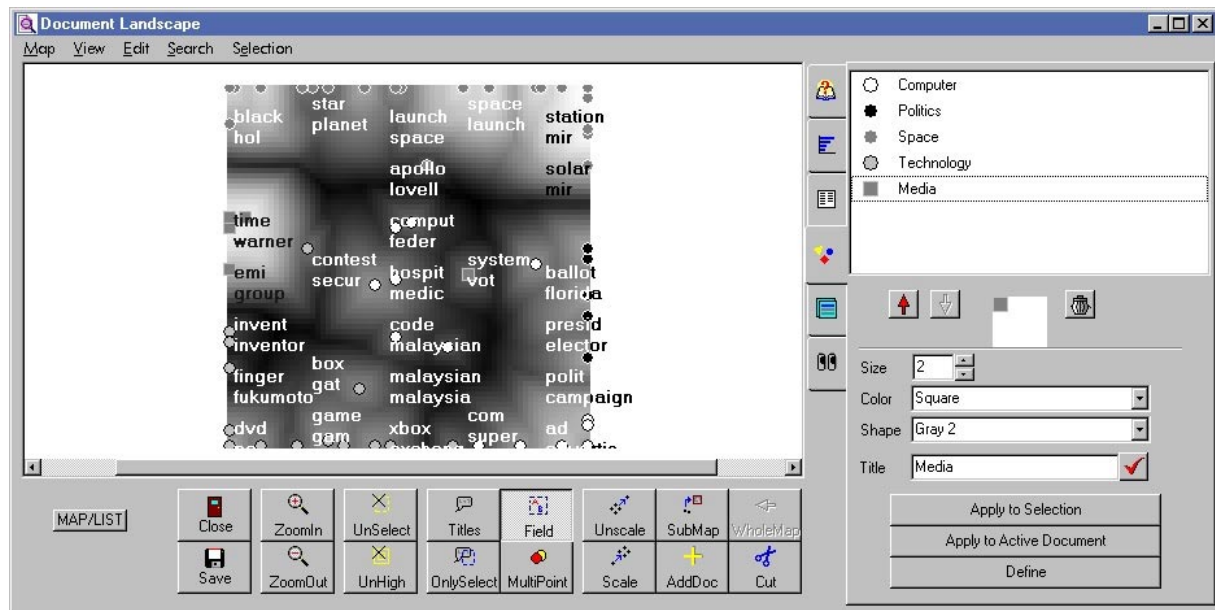 Document Landscape
Map View Edit Search Selection
black
hol
star
planet
launch
space
space
launch
station
mir
apollo
lovell
solar
mir
time
warner
comput
feder
contest
secur
hospit
medic
system
vot
ballot
florida
emi
group
invent
inventor
code
malaysian
presid
elector
finger
fukumoto
box
gat
malaysian
malaysia
polit
campaign
dvd
game
gam
xbox
com
super
ad
Computer
Politics
Space
Technology
Media
Size 2
Color Square
Shape Gray 2
Title Media
Apply to Selection
Apply to Active Document
Define
MAP/LIST
Close ZoomIn UnSelect Titles Field Unscale SubMap WholeMap
Save ZoomOut UnHigh OnlySelect MultiPoint Scale AddDoc Cut